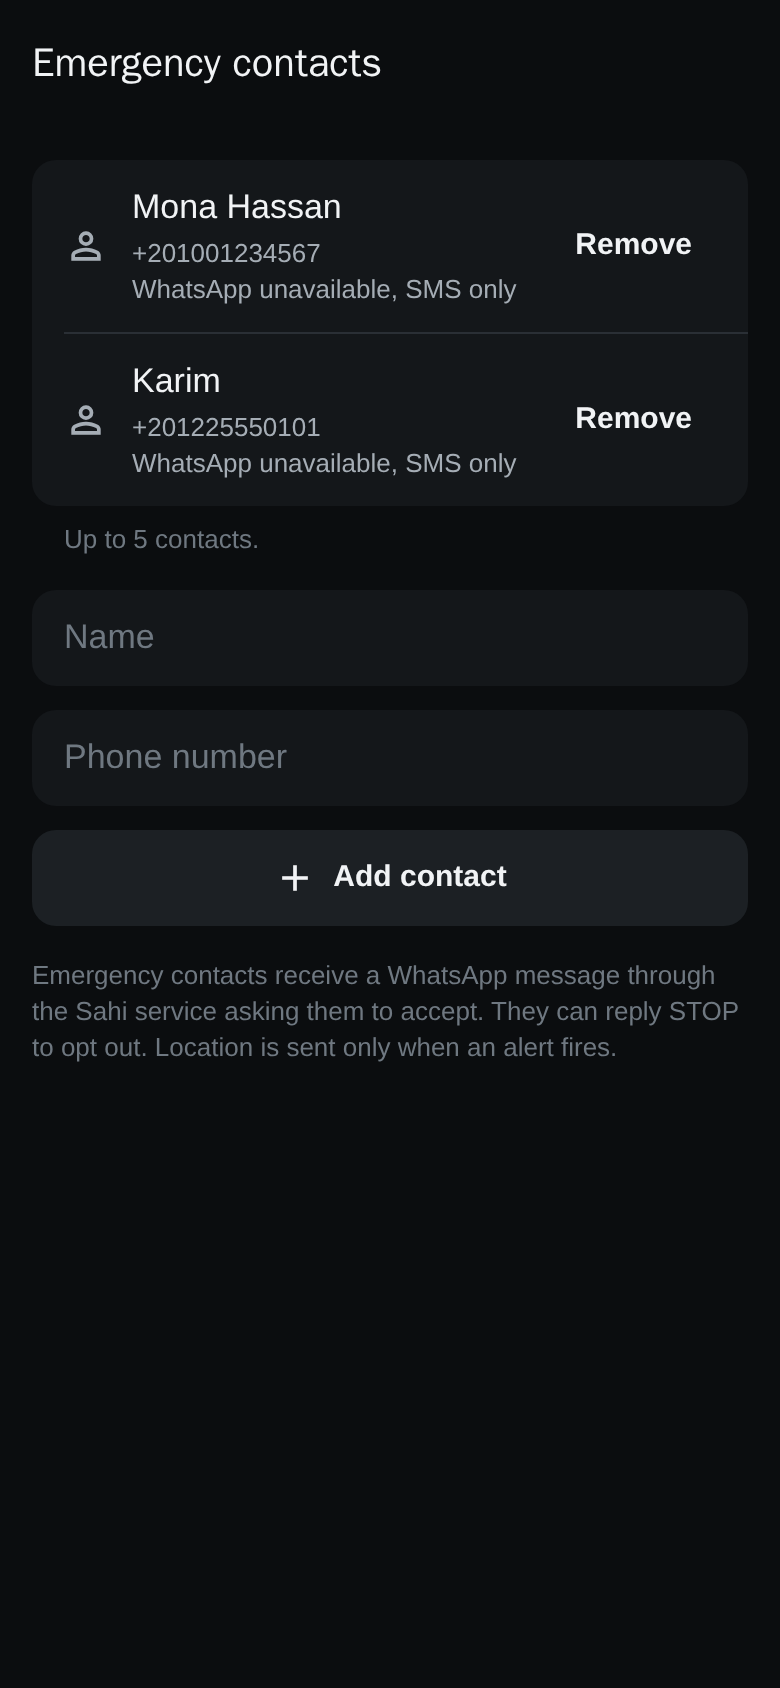 Emergency contacts
Mona Hassan
+201001234567
WhatsApp unavailable, SMS only
Remove
Karim
+201225550101
WhatsApp unavailable, SMS only
Remove
Up to 5 contacts.
Name
Phone number
+ Add contact
Emergency contacts receive a WhatsApp message through
the Sahi service asking them to accept. They can reply STOP
to opt out. Location is sent only when an alert fires.